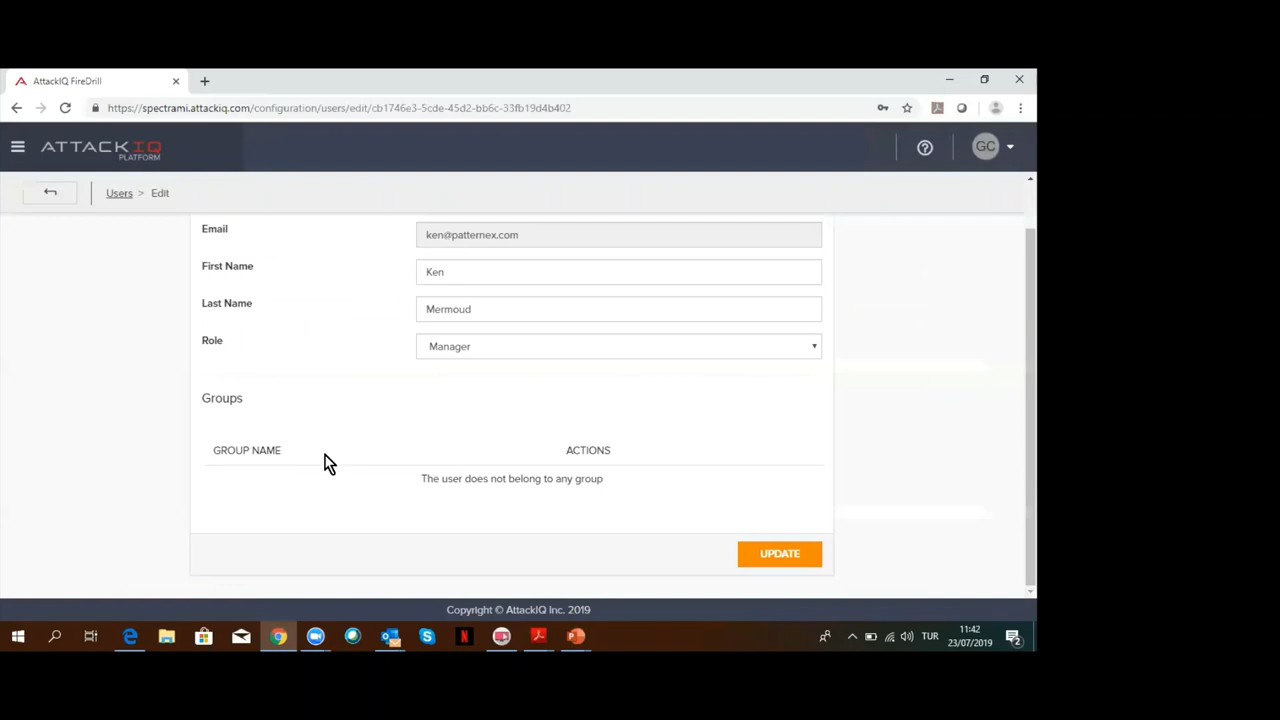 AttackIQ FireDrill
https://spectrami.attackiq.com/configuration/users/edit/cb1746e3-5cde-45d2-bb6c-33fb19d4b402
ATTACKIQ
PLATFORM
GC
Users > Edit
Email
ken@patternex.com
First Name
Ken
Last Name
Mermoud
Role
Manager
Groups
GROUP NAME ACTIONS
The user does not belong to any group
UPDATE
Copyright © AttackIQ Inc. 2019
TUR
11:42
23/07/2019
2